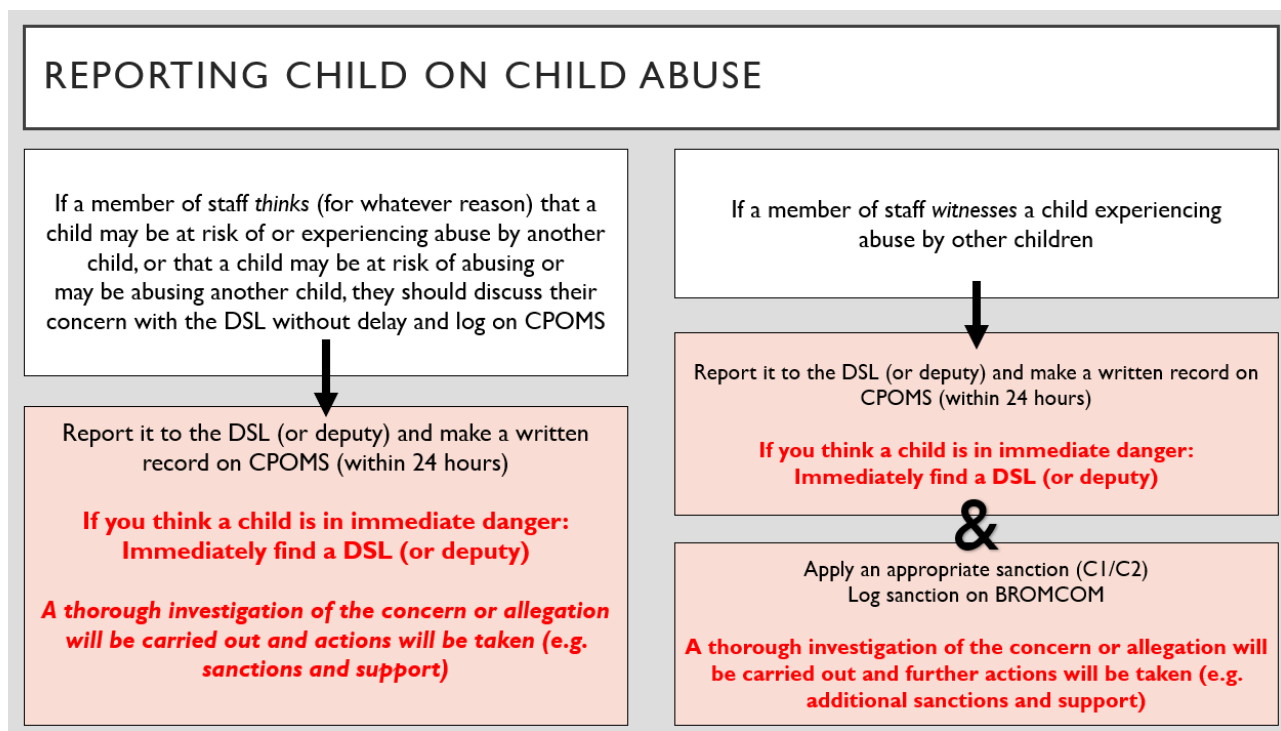 REPORTING CHILD ON CHILD ABUSE
If a member of staff thinks (for whatever reason) that a
child may be at risk of or experiencing abuse by another
child, or that a child may be at risk of abusing or
may be abusing another child, they should discuss their
concern with the DSL without delay and log on CPOMS
Report it to the DSL (or deputy) and make a written
record on CPOMS (within 24 hours)
If you think a child is in immediate danger:
Immediately find a DSL (or deputy)
A thorough investigation of the concern or allegation
will be carried out and actions will be taken (e.g.
sanctions and support)
If a member of staff witnesses a child experiencing
abuse by other children
Report it to the DSL (or deputy) and make a written record on
CPOMS (within 24 hours)
If you think a child is in immediate danger:
Immediately find a DSL (or deputy)
&
Apply an appropriate sanction (C1/C2)
Log sanction on BROMCOM
A thorough investigation of the concern or allegation will
be carried out and further actions will be taken (e.g.
additional sanctions and support)